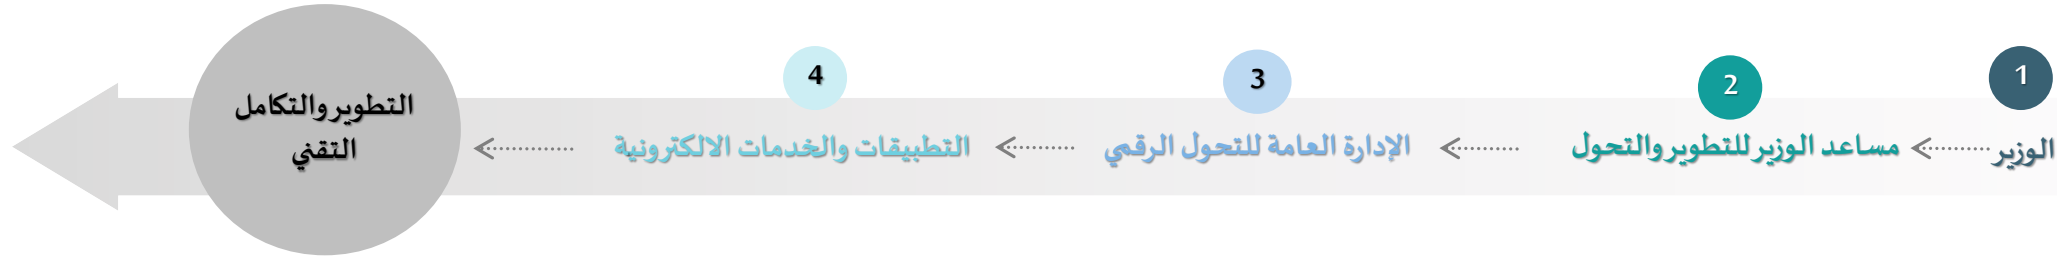 1
الوزير
2
مساعد الوزير للتطوير والتحول
3
الإدارة العامة للتحول الرقمي
4
التطبيقات والخدمات الالكترونية
التطوير والتكامل
التقني